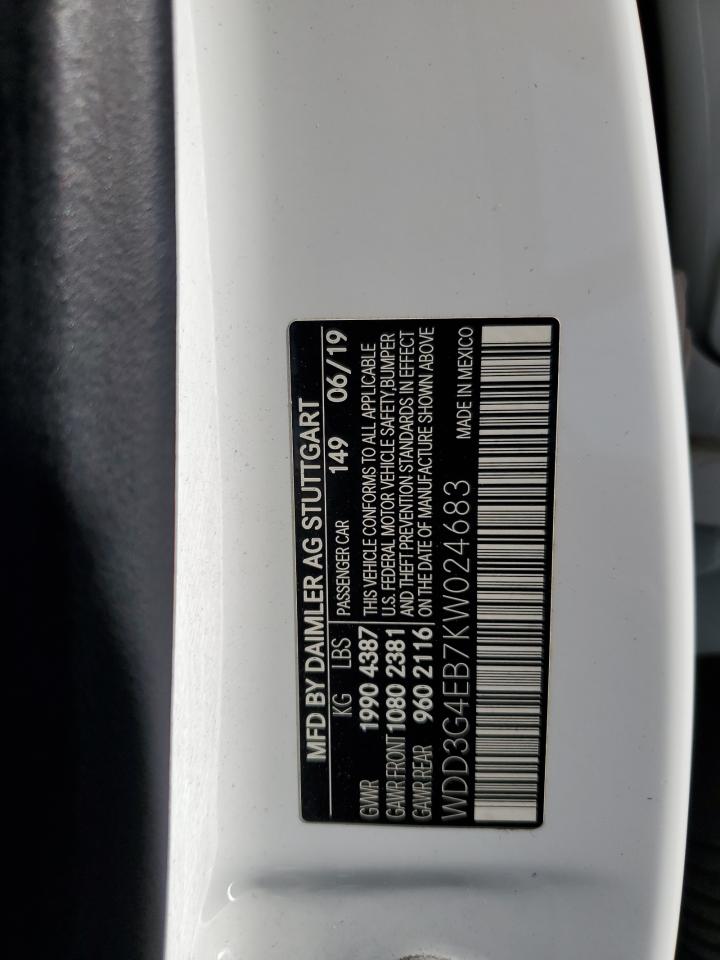 MFD BY DAIMLER AG STUTTGART
KG LBS PASSENGER CAR 149 06/19
GVWR 1990 4387 THIS VEHICLE CONFORMS TO ALL APPLICABLE
U.S. FEDERAL MOTOR VEHICLE SAFETY,BUMPER
GAWR FRONT 1080 2381 AND THEFT PREVENTION STANDARDS IN EFFECT
GAWR REAR 960 2116 ON THE DATE OF MANUFACTURE SHOWN ABOVE
WDD3G4EB7KW024683 MADE IN MEXICO